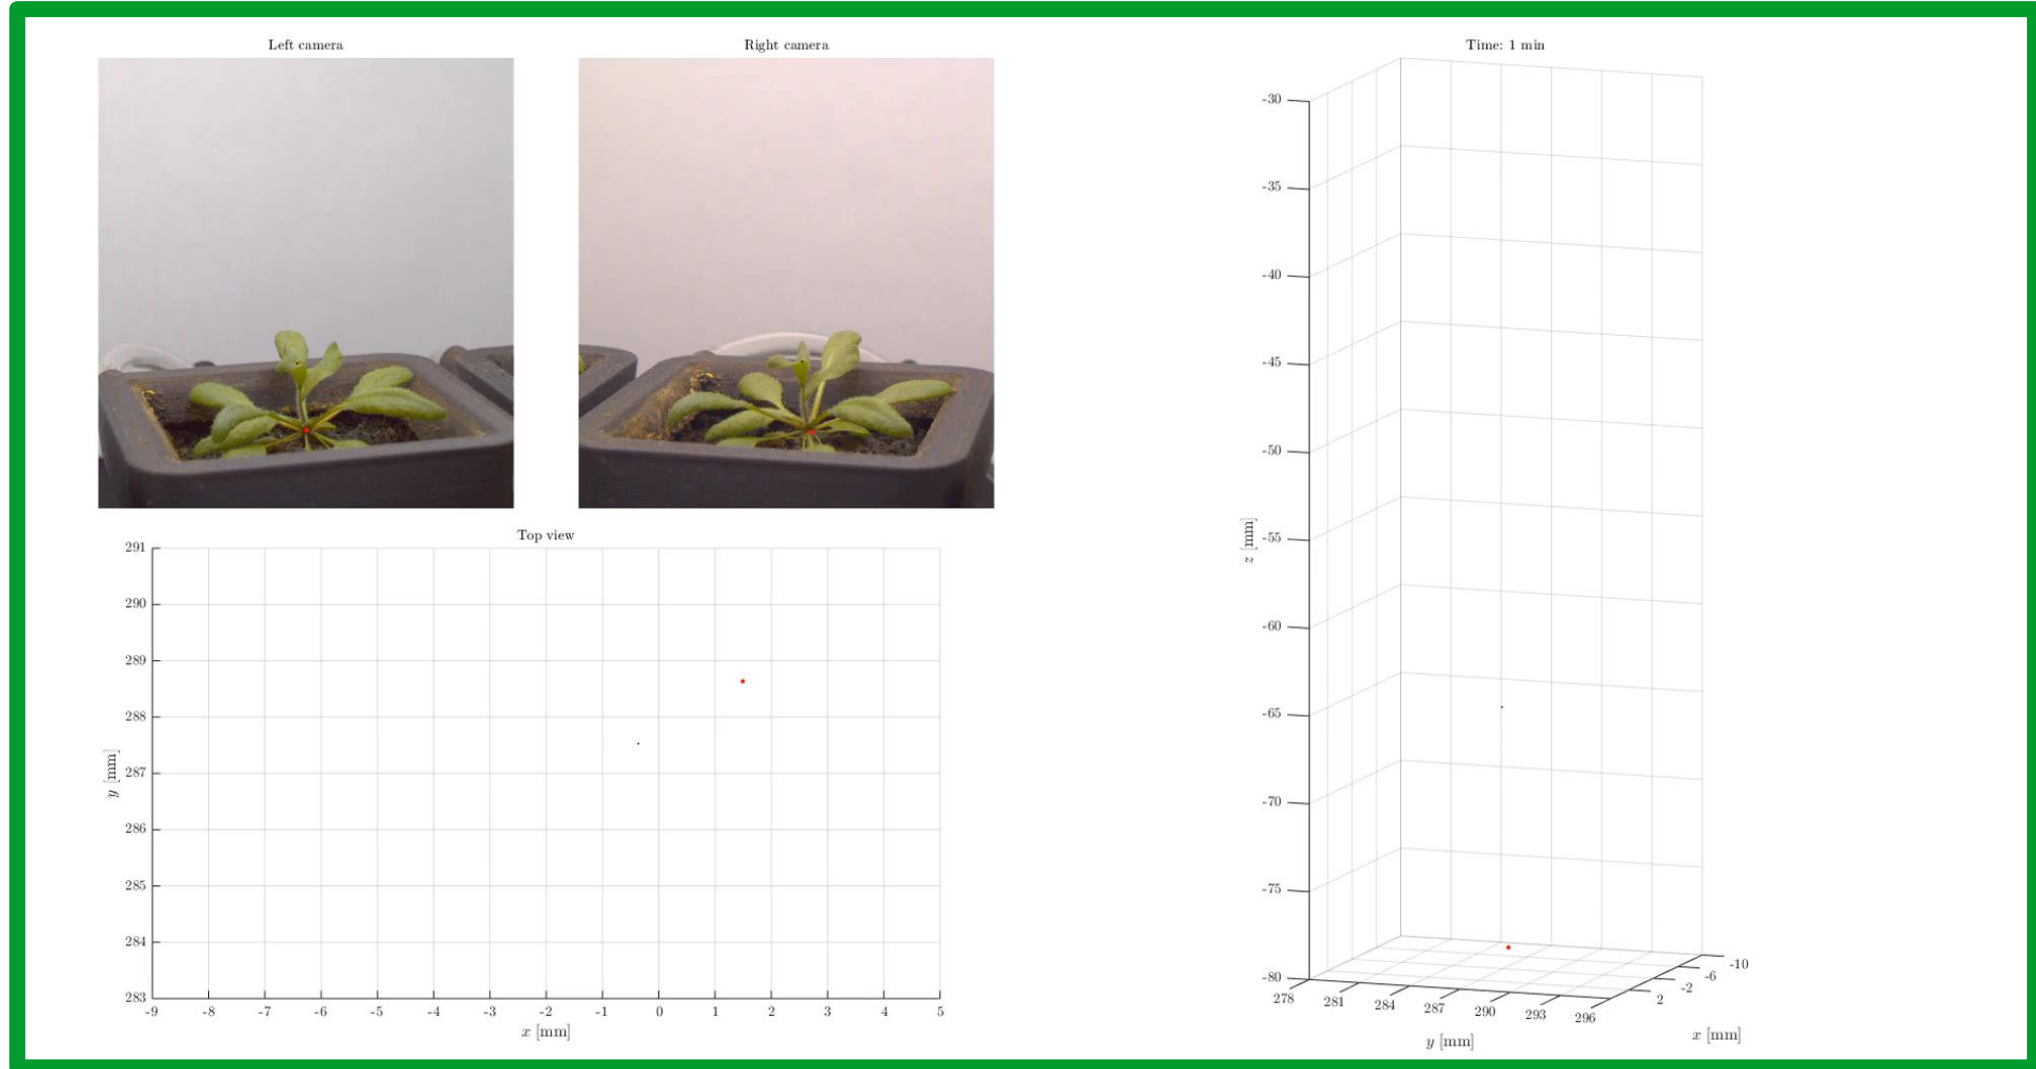 Left camera
Right camera
Time: 1 min
Top view
291
290
289
288
287
286
285
284
283
y [mm]
-9 -8 -7 -6 -5 -4 -3 -2 -1 0 1 2 3 4 5
x [mm]
-30
-35
-40
-45
-50
-55
-60
-65
-70
-75
-80
z [mm]
278 281 284 287 290 293 296
y [mm]
2 -2 -6 -10
x [mm]